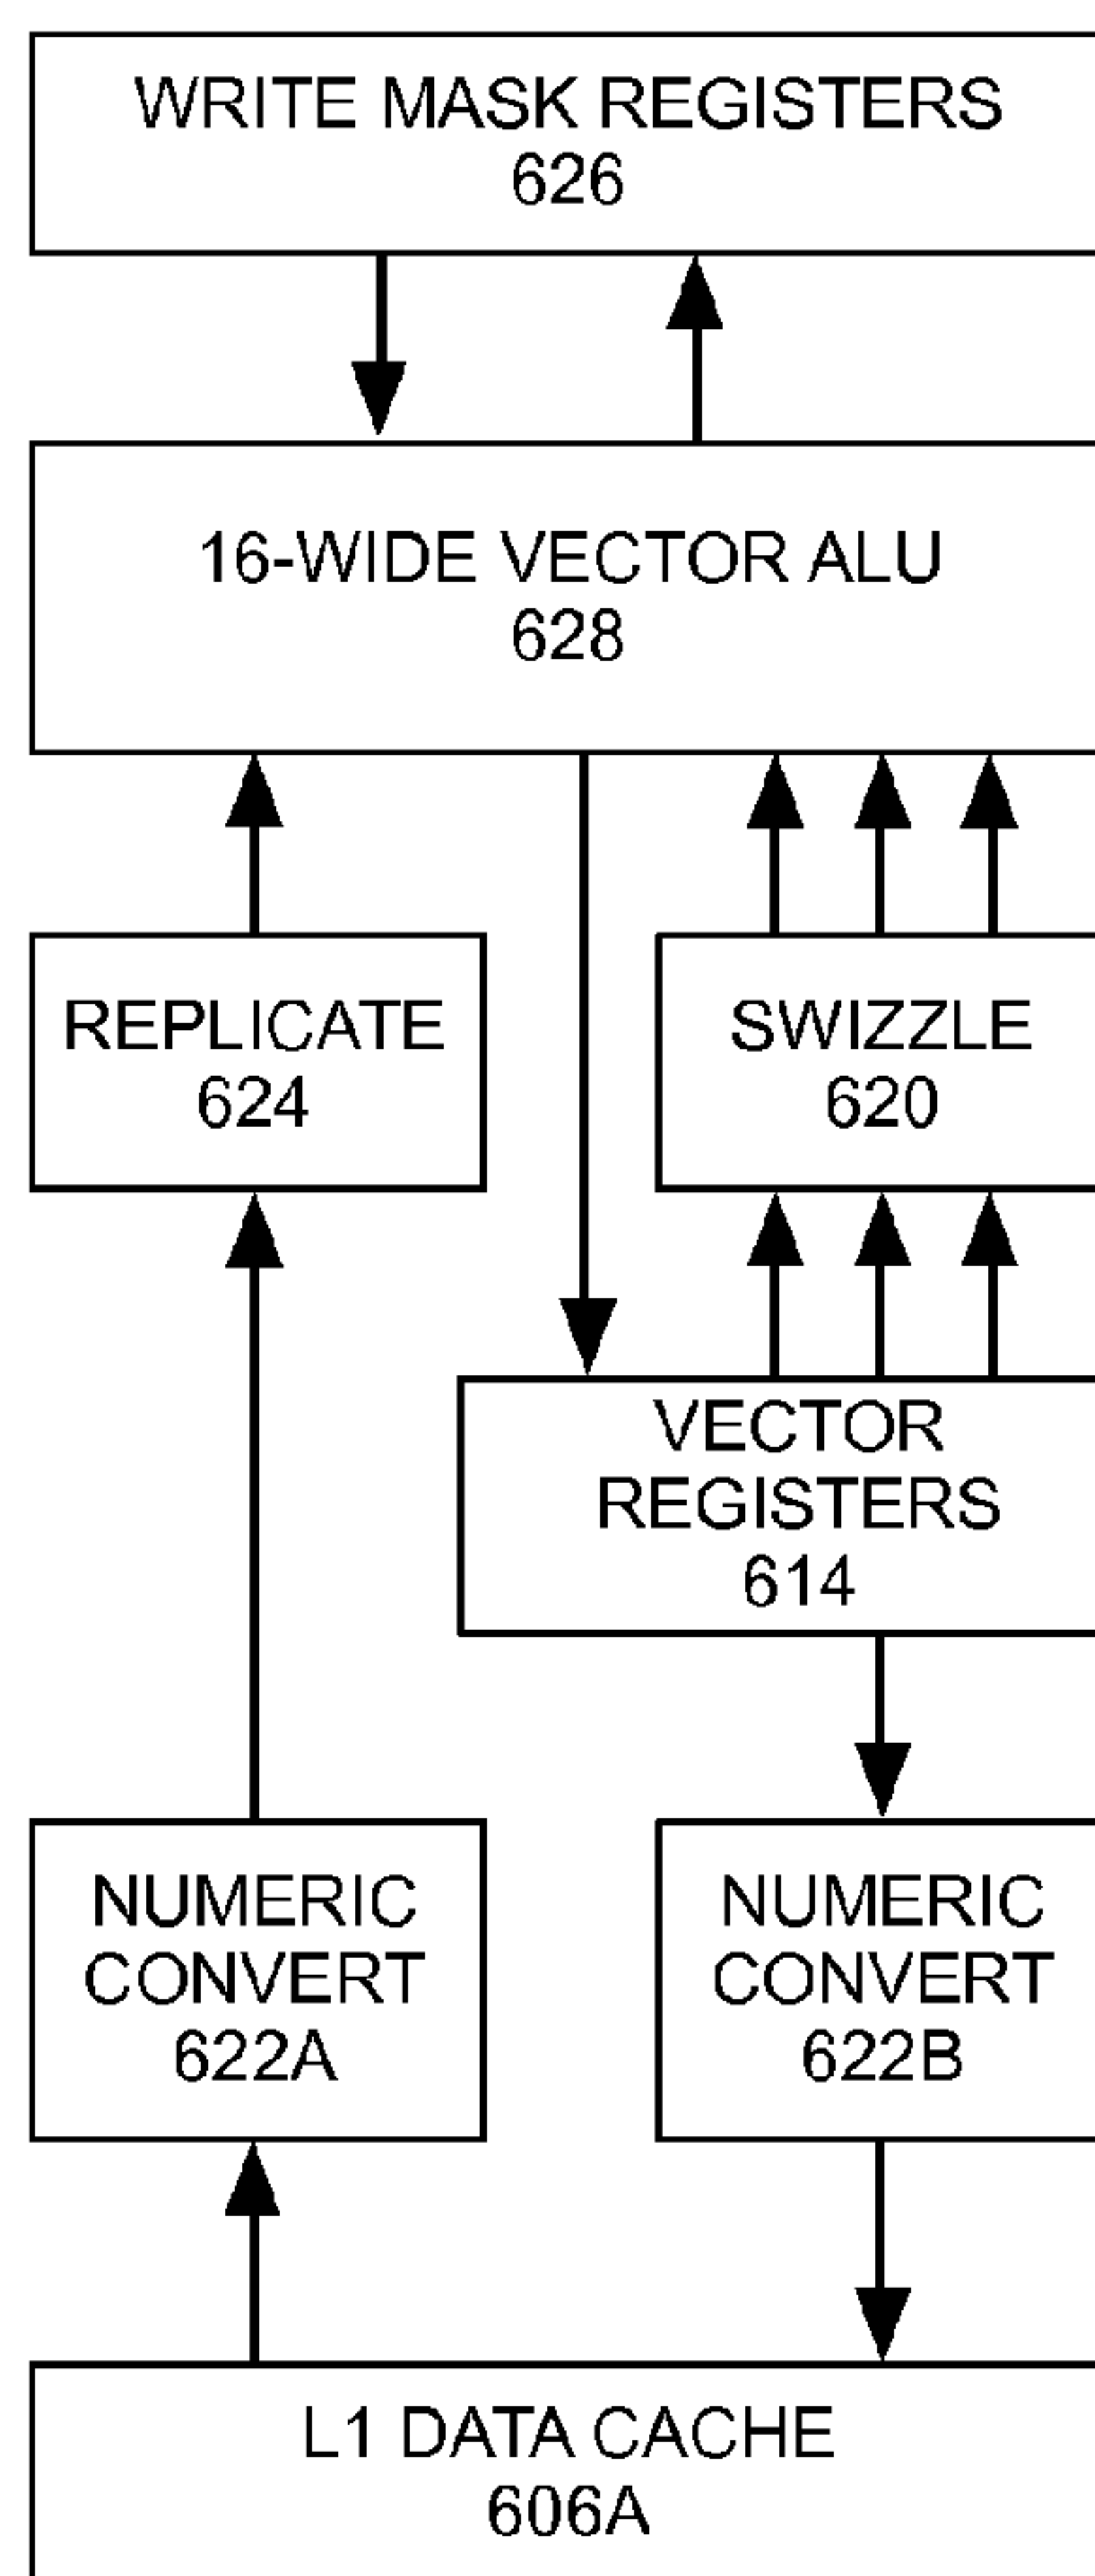 WRITE MASK REGISTERS
626
16-WIDE VECTOR ALU
628
REPLICATE
624
SWIZZLE
620
VECTOR
REGISTERS
614
NUMERIC
CONVERT
622A
NUMERIC
CONVERT
622B
L1 DATA CACHE
606A